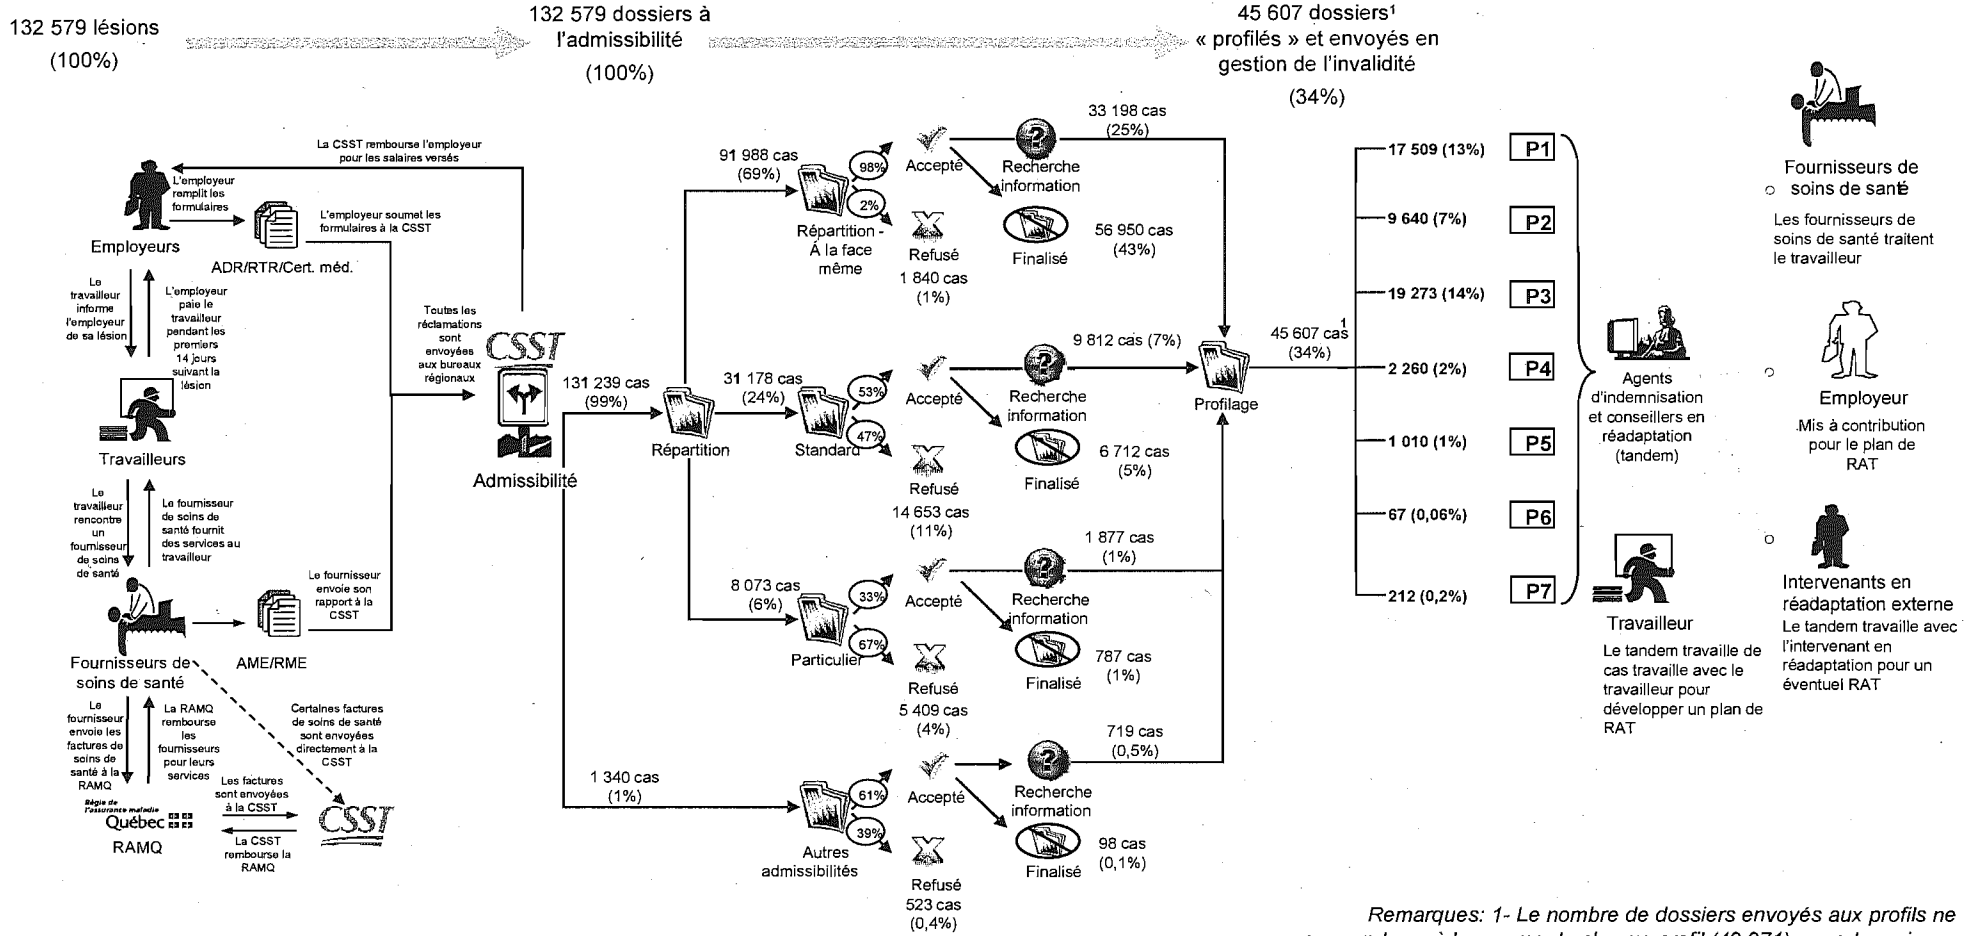 132 579 lésions
(100%)
132 579 dossiers à
l'admissibilité
(100%)
45 607 dossiers¹
« profilés » et envoyés en
gestion de l'invalidité
(34%)
La CSST rembourse l'employeur
pour les salaires versés
L'employeur
remplit les
formulaires
Employeurs
L'employeur soumet les
formulaires à la CSST
ADR/RTR/Cert. méd.
Le
travailleur
informe
l'employeur
de sa lésion
L'employeur
paie le
travailleur
pendant les
premiers
14 jours
suivant la
lésion
Travailleurs
Le
travailleur
rencontre
un
fournisseur
de soins
de santé
Le fournisseur
de soins de
santé fournit
des services au
travailleur
Le fournisseur
envoie son
rapport à la
CSST
Fournisseurs de
soins de santé
AME/RME
Le
fournisseur
envoie les
factures de
soins de
santé à la
RAMQ
La RAMQ
rembourse
les
fournisseurs
pour leurs
services
Certaines factures
de soins de santé
sont envoyées
directement à la
CSST
Les factures
sont envoyées
à la CSST
Régie de
l'assurance maladie
Québec
RAMQ
CSST
La CSST
rembourse la
RAMQ
Toutes les
réclamations
sont
envoyées
aux bureaux
régionaux
CSST
Admissibilité
131 239 cas
(99%)
Répartition
91 988 cas
(69%)
98%
2%
Répartition -
Á la face
même
Accepté
Refusé
1 840 cas
(1%)
Recherche
information
33 198 cas
(25%)
Finalisé
56 950 cas
(43%)
31 178 cas
(24%)
53%
47%
Standard
Accepté
Refusé
14 653 cas
(11%)
Recherche
information
9 812 cas (7%)
Finalisé
6 712 cas
(5%)
8 073 cas
(6%)
33%
67%
Particulier
Accepté
Refusé
5 409 cas
(4%)
Recherche
information
1 877 cas
(1%)
Finalisé
787 cas
(1%)
1 340 cas
(1%)
61%
39%
Autres
admissibilités
Accepté
Refusé
523 cas
(0,4%)
Recherche
information
719 cas
(0,5%)
Finalisé
98 cas
(0,1%)
Profilage
45 607 cas¹
(34%)
17 509 (13%) P1
9 640 (7%) P2
19 273 (14%) P3
2 260 (2%) P4
1 010 (1%) P5
67 (0,06%) P6
212 (0,2%) P7
Agents
d'indemnisation
et conseillers en
réadaptation
(tandem)
Travailleur
Le tandem travaille de
cas travaille avec le
travailleur pour
développer un plan de
RAT
Fournisseurs de
soins de santé
Les fournisseurs de
soins de santé traitent
le travailleur
Employeur
Mis à contribution
pour le plan de
RAT
Intervenants en
réadaptation externe
Le tandem travaille avec
l'intervenant en
réadaptation pour un
éventuel RAT
Remarques: 1- Le nombre de dossiers envoyés aux profils ne